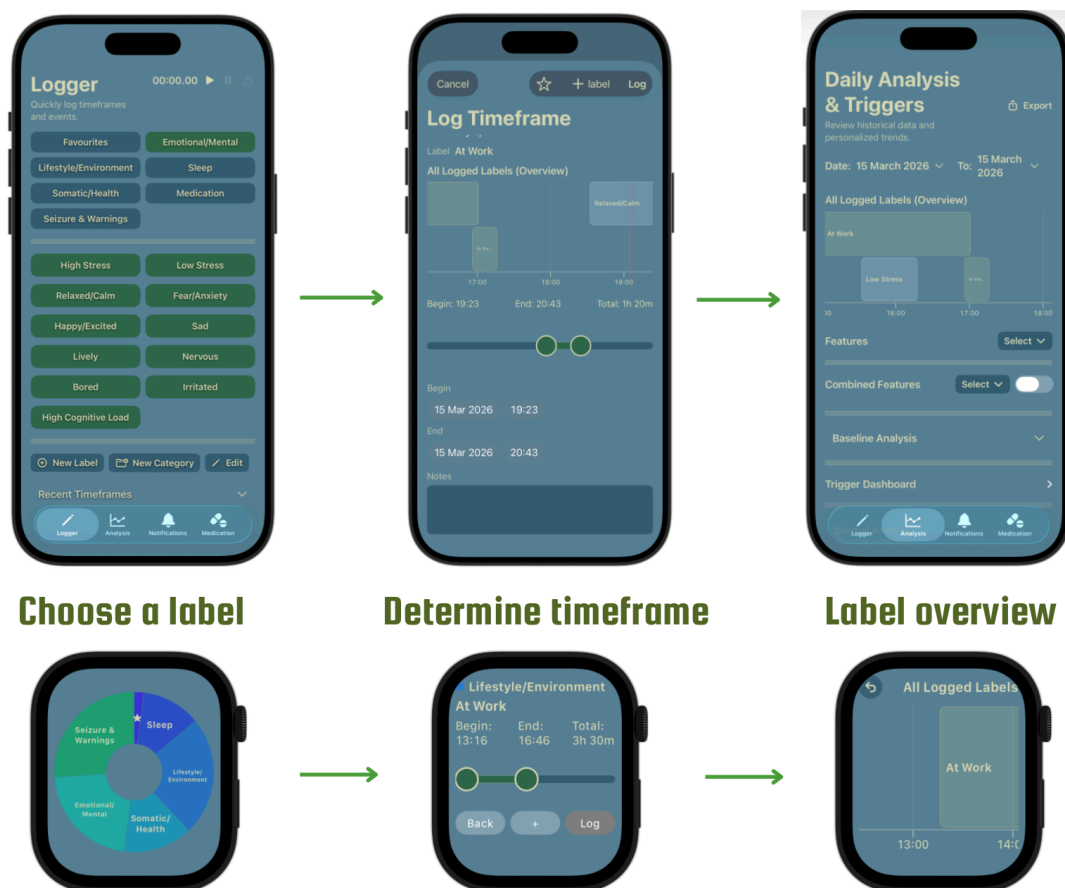 Logger
00:00.00
Quickly log timeframes
and events.
Favourites
Emotional/Mental
Lifestyle/Environment
Sleep
Somatic/Health
Medication
Seizure & Warnings
High Stress
Low Stress
Relaxed/Calm
Fear/Anxiety
Happy/Excited
Sad
Lively
Nervous
Bored
Irritated
High Cognitive Load
New Label
New Category
Edit
Recent Timeframes
Logger
Analysis
Notifications
Medication
Cancel
+ label
Log
Log Timeframe
Label At Work
All Logged Labels (Overview)
Relaxed/Calm
17:00
18:00
19:00
Begin: 19:23
End: 20:43
Total: 1h 20m
Begin
15 Mar 2026
19:23
End
15 Mar 2026
20:43
Notes
Daily Analysis
& Triggers
Export
Review historical data and
personalized trends.
Date: 15 March 2026
To: 15 March
2026
All Logged Labels (Overview)
At Work
Low Stress
16:00
17:00
18:00
Features
Select
Combined Features
Select
Baseline Analysis
Trigger Dashboard
Logger
Analysis
Notifications
Medication
Choose a label
Determine timeframe
Label overview
Sleep
Seizure &
Warnings
Lifestyle/
Environment
Emotional/
Mental
Somatic/
Health
Lifestyle/Environment
At Work
Begin:
13:16
End:
16:46
Total:
3h 30m
Back
+
Log
All Logged Labels
At Work
13:00